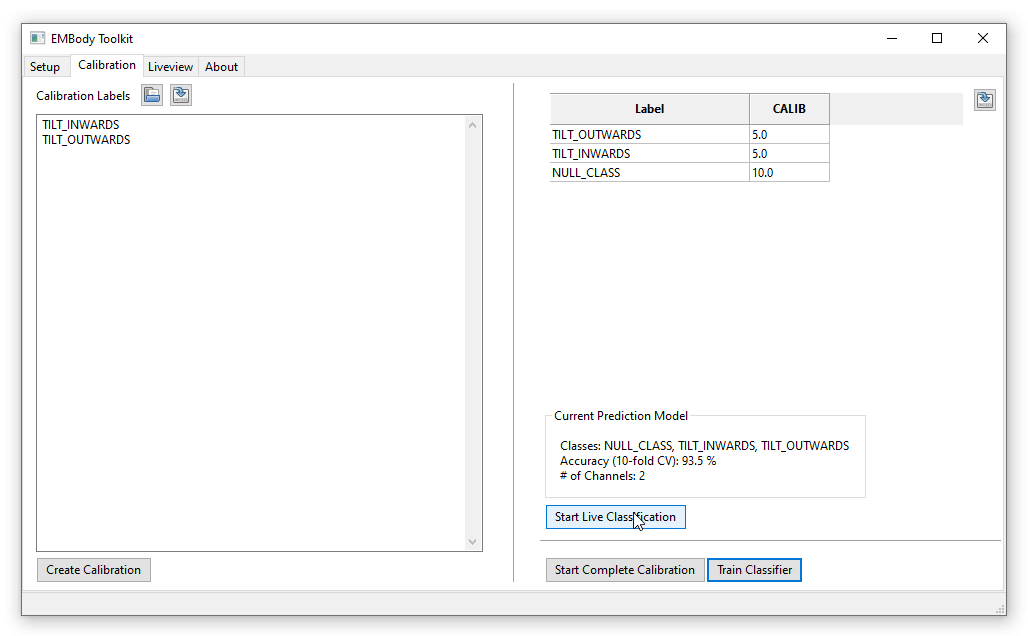 EMBody Toolkit
Setup Calibration Liveview About
Calibration Labels
TILT_INWARDS
TILT_OUTWARDS
Create Calibration
Label CALIB
TILT_OUTWARDS 5.0
TILT_INWARDS 5.0
NULL_CLASS 10.0
Current Prediction Model
Classes: NULL_CLASS, TILT_INWARDS, TILT_OUTWARDS
Accuracy (10-fold CV): 93.5 %
# of Channels: 2
Start Live Classification
Start Complete Calibration Train Classifier